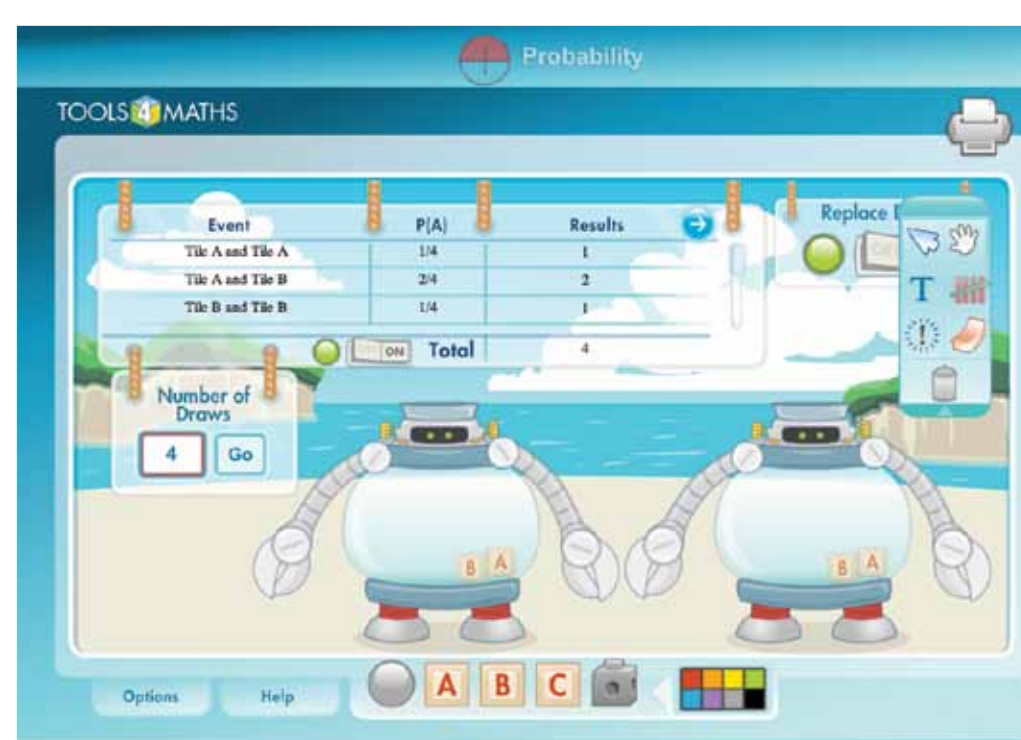 Probability
TOOLS 4 MATHS
Event P(A) Results
Tile A and Tile A 1/4 1
Tile A and Tile B 2/4 2
Tile B and Tile B 1/4 1
ON Total 4
Replace
T
Number of
Draws
4 Go
B A
B A
A B C
Options Help